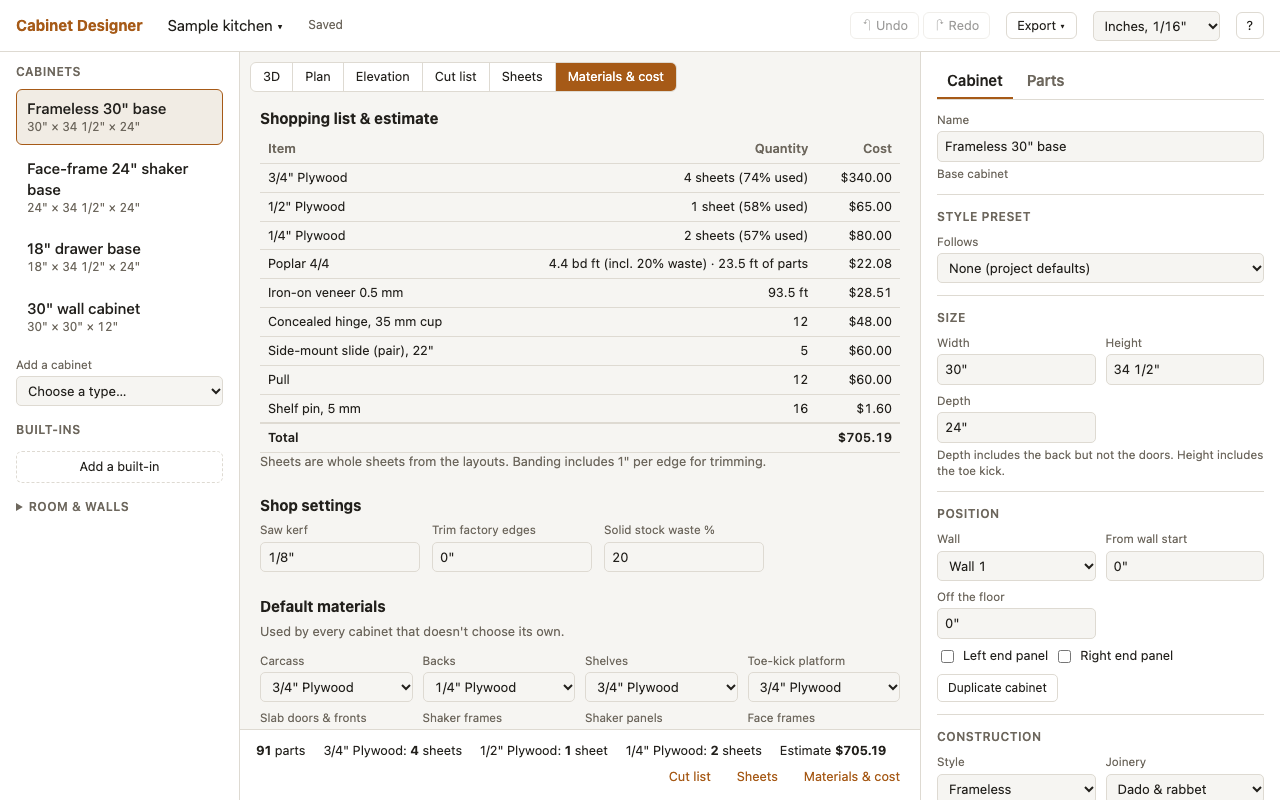 Cabinet Designer
Sample kitchen ▾
Saved
Undo
Redo
Export ▾
Inches, 1/16"
?
CABINETS
Frameless 30" base
30" × 34 1/2" × 24"
Face-frame 24" shaker
base
24" × 34 1/2" × 24"
18" drawer base
18" × 34 1/2" × 24"
30" wall cabinet
30" × 30" × 12"
Add a cabinet
Choose a type...
BUILT-INS
Add a built-in
ROOM & WALLS
3D Plan Elevation Cut list Sheets Materials & cost
Shopping list & estimate
Item Quantity Cost
3/4" Plywood 4 sheets (74% used) $340.00
1/2" Plywood 1 sheet (58% used) $65.00
1/4" Plywood 2 sheets (57% used) $80.00
Poplar 4/4 4.4 bd ft (incl. 20% waste) · 23.5 ft of parts $22.08
Iron-on veneer 0.5 mm 93.5 ft $28.51
Concealed hinge, 35 mm cup 12 $48.00
Side-mount slide (pair), 22" 5 $60.00
Pull 12 $60.00
Shelf pin, 5 mm 16 $1.60
Total $705.19
Sheets are whole sheets from the layouts. Banding includes 1" per edge for trimming.
Shop settings
Saw kerf Trim factory edges Solid stock waste %
1/8" 0" 20
Default materials
Used by every cabinet that doesn't choose its own.
Carcass Backs Shelves Toe-kick platform
3/4" Plywood 1/4" Plywood 3/4" Plywood 3/4" Plywood
Slab doors & fronts Shaker frames Shaker panels Face frames
91 parts 3/4" Plywood: 4 sheets 1/2" Plywood: 1 sheet 1/4" Plywood: 2 sheets Estimate $705.19
Cut list Sheets Materials & cost
Cabinet Parts
Name
Frameless 30" base
Base cabinet
STYLE PRESET
Follows
None (project defaults)
SIZE
Width Height
30" 34 1/2"
Depth
24"
Depth includes the back but not the doors. Height includes
the toe kick.
POSITION
Wall From wall start
Wall 1 0"
Off the floor
0"
Left end panel Right end panel
Duplicate cabinet
CONSTRUCTION
Style Joinery
Frameless Dado & rabbet